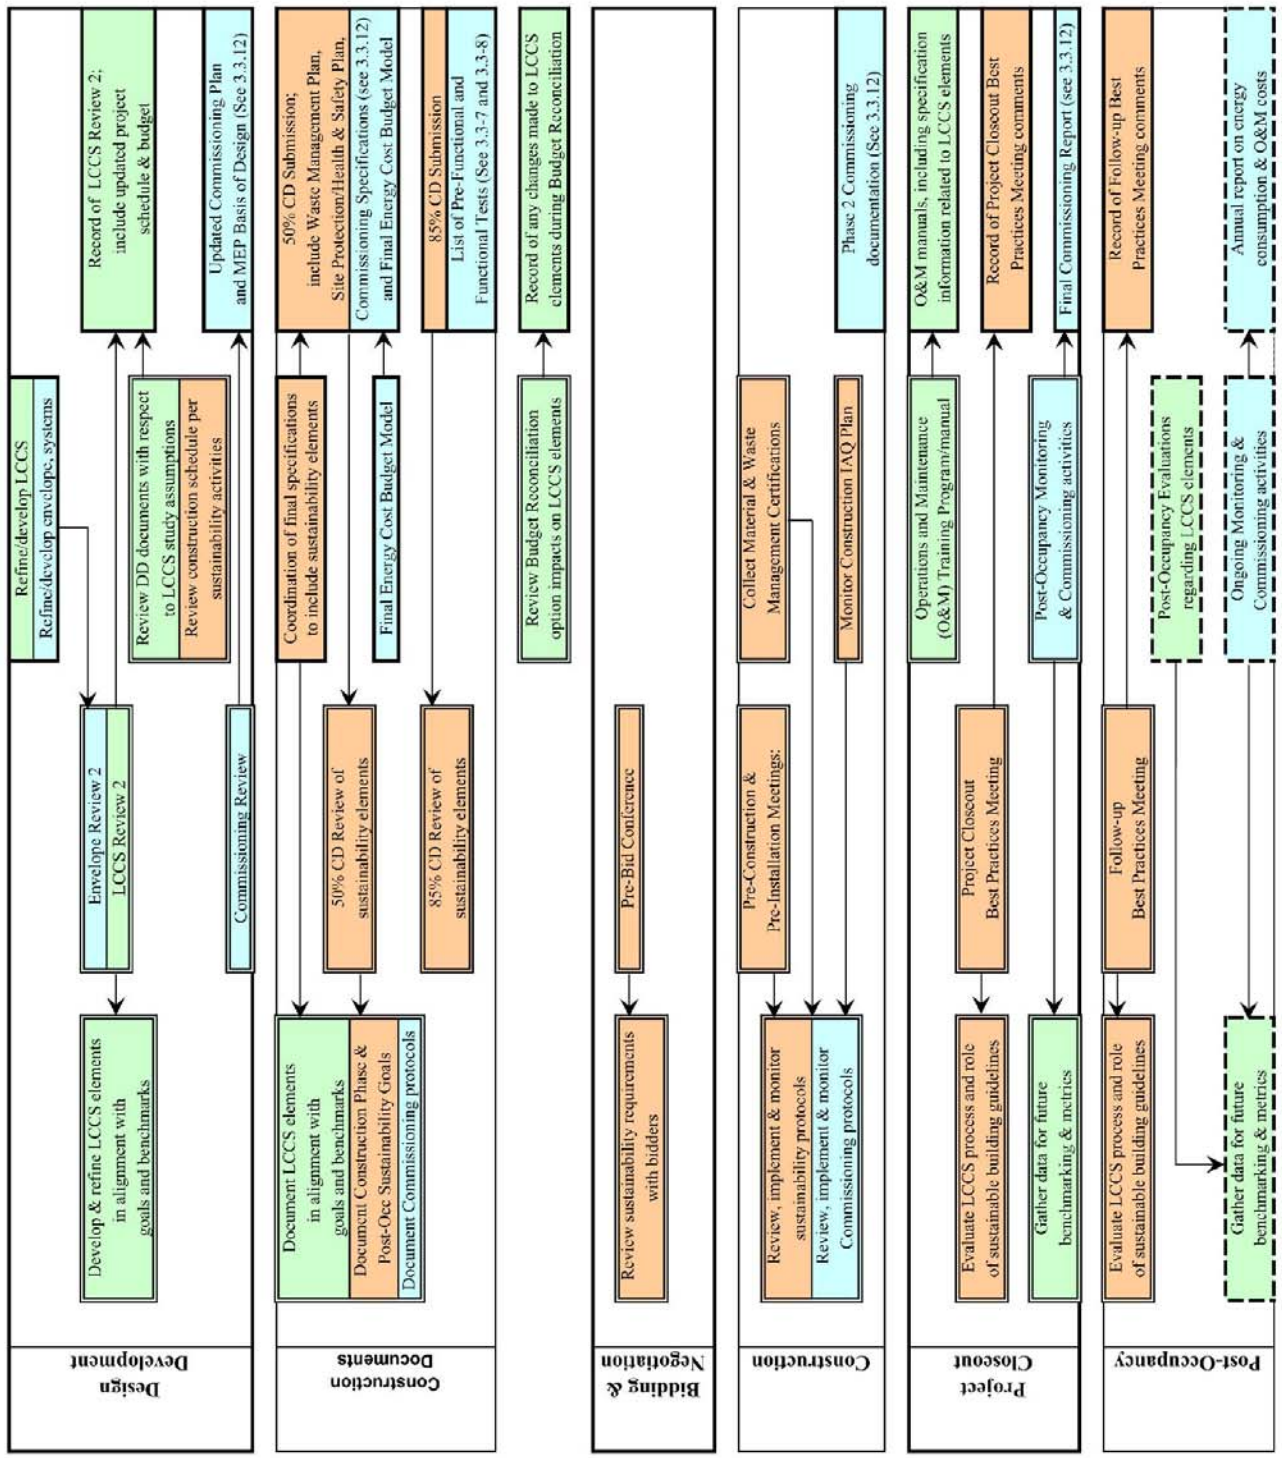 Design
Development
Develop & refine LCCS elements
in alignment with
goals and benchmarks
Envelope Review 2
LCCS Review 2
Commissioning Review
Refine/develop LCCS
Refine/develop envelope, systems
Review DD documents with respect
to LCCS study assumptions
Review construction schedule per
sustainability activities
Record of LCCS Review 2;
include updated project
schedule & budget
Updated Commissioning Plan
and MEP Basis of Design (See 3.3.12)
Construction
Documents
Document LCCS elements
in alignment with
goals and benchmarks
Document Construction Phase &
Post-Occ Sustainability Goals
Document Commissioning protocols
50% CD Review of
sustainability elements
85% CD Review of
sustainability elements
Coordination of final specifications
to include sustainability elements
Final Energy Cost Budget Model
Review Budget Reconciliation
option impacts on LCCS elements
50% CD Submission;
include Waste Management Plan,
Site Protection/Health & Safety Plan,
Commissioning Specifications (see 3.3.12)
and Final Energy Cost Budget Model
85% CD Submission
List of Pre-Functional and
Functional Tests (See 3.3-7 and 3.3-8)
Record of any changes made to LCCS
elements during Budget Reconciliation
Bidding &
Negotiation
Review sustainability requirements
with bidders
Pre-Bid Conference
Construction
Review, implement & monitor
sustainability protocols
Review, implement & monitor
Commissioning protocols
Pre-Construction &
Pre-Installation Meetings:
Collect Material & Waste
Management Certifications
Monitor Construction IAQ Plan
Phase 2 Commissioning
documentation (See 3.3.12)
Project
Closeout
Evaluate LCCS process and role
of sustainable building guidelines
Gather data for future
benchmarking & metrics
Project Closeout
Best Practices Meeting
Operations and Maintenance
(O&M) Training Program/manual
Post-Occupancy Monitoring
& Commissioning activities
O&M manuals, including specification
information related to LCCS elements
Record of Project Closeout Best
Practices Meeting comments
Final Commissioning Report (see 3.3.12)
Post-Occupancy
Evaluate LCCS process and role
of sustainable building guidelines
Gather data for future
benchmarking & metrics
Follow-up
Best Practices Meeting
Post-Occupancy Evaluations
regarding LCCS elements
Ongoing Monitoring &
Commissioning activities
Record of Follow-up Best
Practices Meeting comments
Annual report on energy
consumption & O&M costs